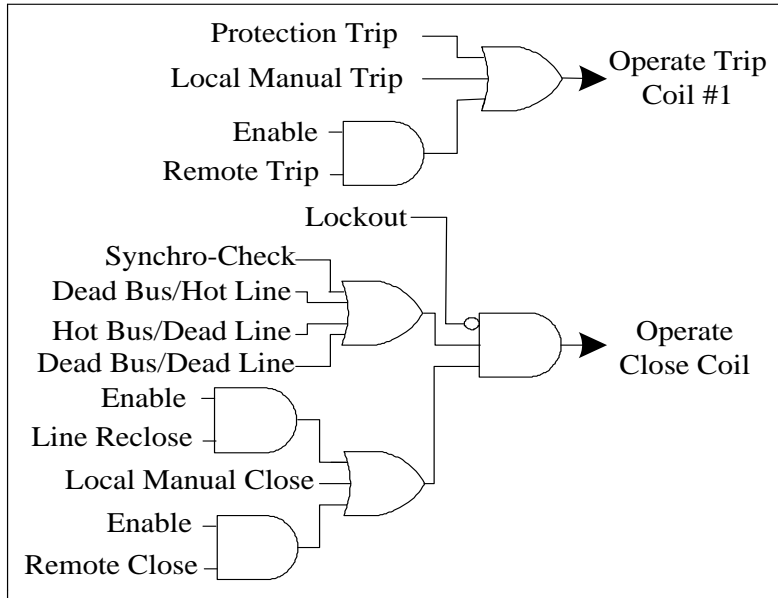 Protection Trip
Local Manual Trip
Enable
Remote Trip
Operate Trip
Coil #1
Lockout
Synchro-Check
Dead Bus/Hot Line
Hot Bus/Dead Line
Dead Bus/Dead Line
Operate
Close Coil
Enable
Line Reclose
Local Manual Close
Enable
Remote Close